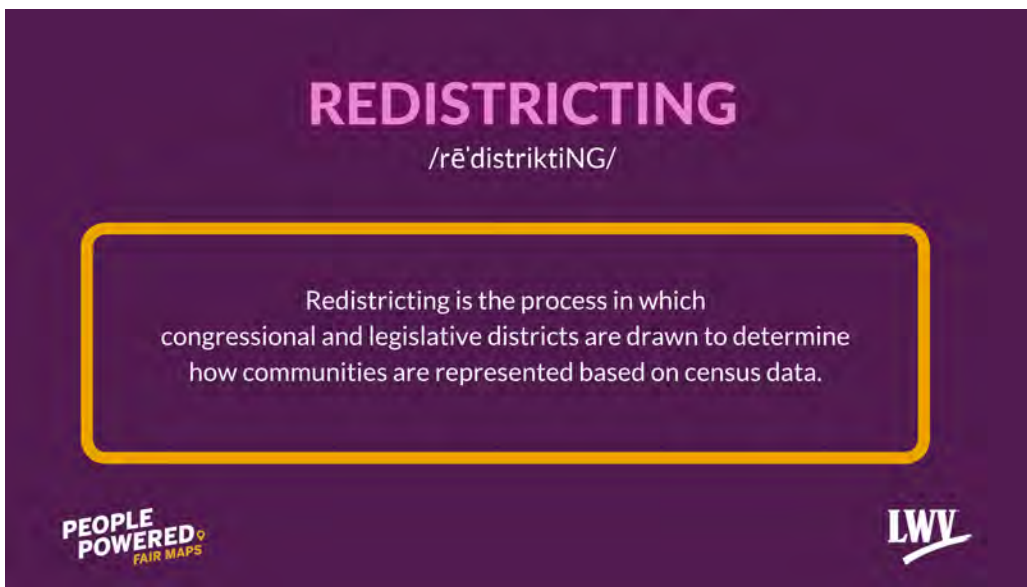 REDISTRICTING
/rēˈdistriktiNG/
Redistricting is the process in which
congressional and legislative districts are drawn to determine
how communities are represented based on census data.
PEOPLE
POWERED
FAIR MAPS
LWV